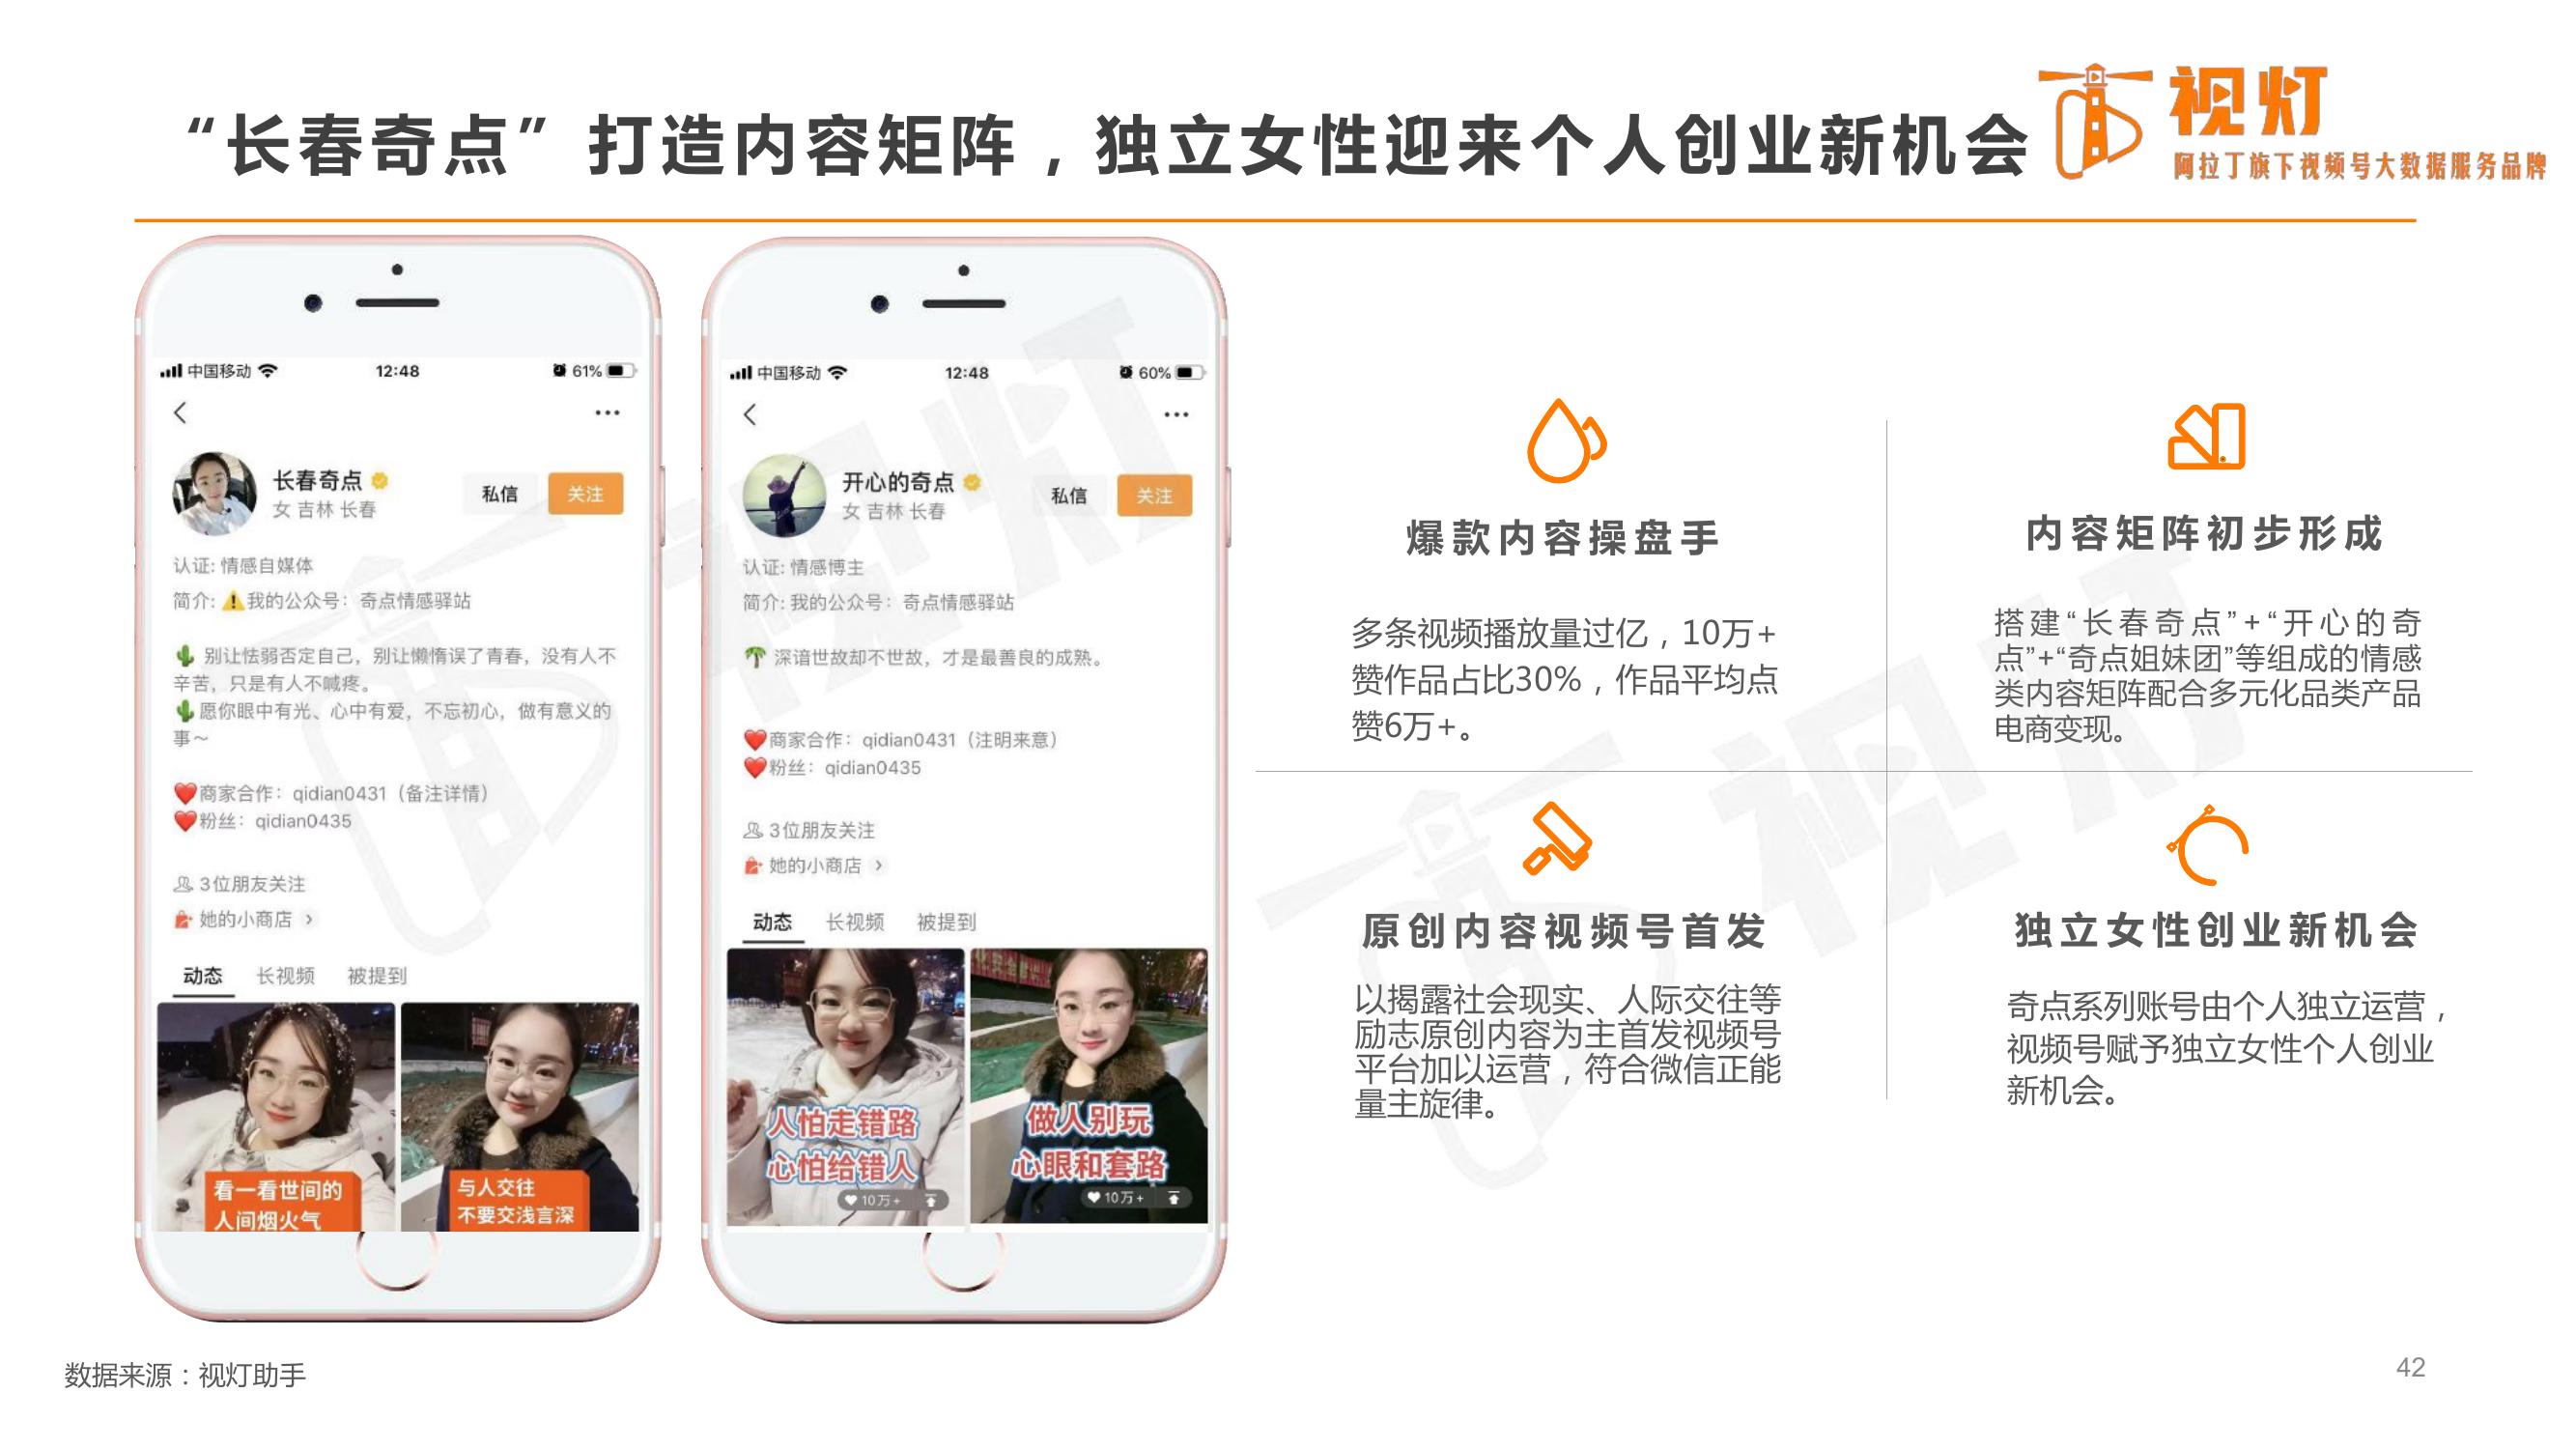 “长春奇点”打造内容矩阵，独立女性迎来个人创业新机会
视灯
阿拉丁旗下视频号大数据服务品牌
中国移动 12:48 61%
长春奇点
女 吉林 长春
私信 关注
认证: 情感自媒体
简介: ⚠️我的公众号：奇点情感驿站
🌵 别让怯弱否定自己，别让懒惰误了青春，没有人不
辛苦，只是有人不喊疼。
🌵愿你眼中有光、心中有爱，不忘初心，做有意义的
事～
❤️商家合作：qidian0431（备注详情）
❤️粉丝：qidian0435
3位朋友关注
她的小商店 >
动态 长视频 被提到
看一看世间的
人间烟火气
与人交往
不要交浅言深
中国移动 12:48 60%
开心的奇点
女 吉林 长春
私信 关注
认证: 情感博主
简介: 我的公众号：奇点情感驿站
🌴 深谙世故却不世故，才是最善良的成熟。
❤️商家合作：qidian0431（注明来意）
❤️粉丝：qidian0435
3位朋友关注
她的小商店 >
动态 长视频 被提到
人怕走错路
心怕给错人
10万+
做人别玩
心眼和套路
10万+
爆款内容操盘手
多条视频播放量过亿，10万+
赞作品占比30%，作品平均点
赞6万+。
内容矩阵初步形成
搭建“长春奇点”+“开心的奇
点”+“奇点姐妹团”等组成的情感
类内容矩阵配合多元化品类产品
电商变现。
原创内容视频号首发
以揭露社会现实、人际交往等
励志原创内容为主首发视频号
平台加以运营，符合微信正能
量主旋律。
独立女性创业新机会
奇点系列账号由个人独立运营，
视频号赋予独立女性个人创业
新机会。
数据来源：视灯助手
42